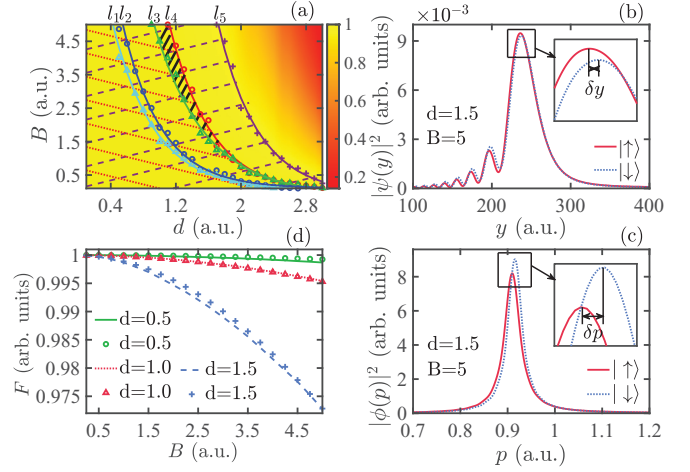 l₁l₂ l₃ l₄ l₅ (a)
4.5
3.5
2.5
1.5
0.5
B (a.u.)
0.4 1.2 2 2.8
d (a.u.)
1
0.8
0.6
0.4
0.2
×10⁻³
(b)
9
6
3
0
|ψ(y)|² (arb. units)
d=1.5
B=5
δy
|↑⟩
|↓⟩
100 200 300 400
y (a.u.)
(d)
1
0.995
0.99
0.985
0.98
0.975
F (arb. units)
d=0.5
d=0.5
d=1.0 d=1.5
d=1.0 d=1.5
0.5 1.5 2.5 3.5 4.5
B (a.u.)
(c)
8
6
4
2
0
|ϕ(p)|² (arb. units)
d=1.5
B=5
δp
|↑⟩
|↓⟩
0.7 0.8 0.9 1 1.1 1.2
p (a.u.)